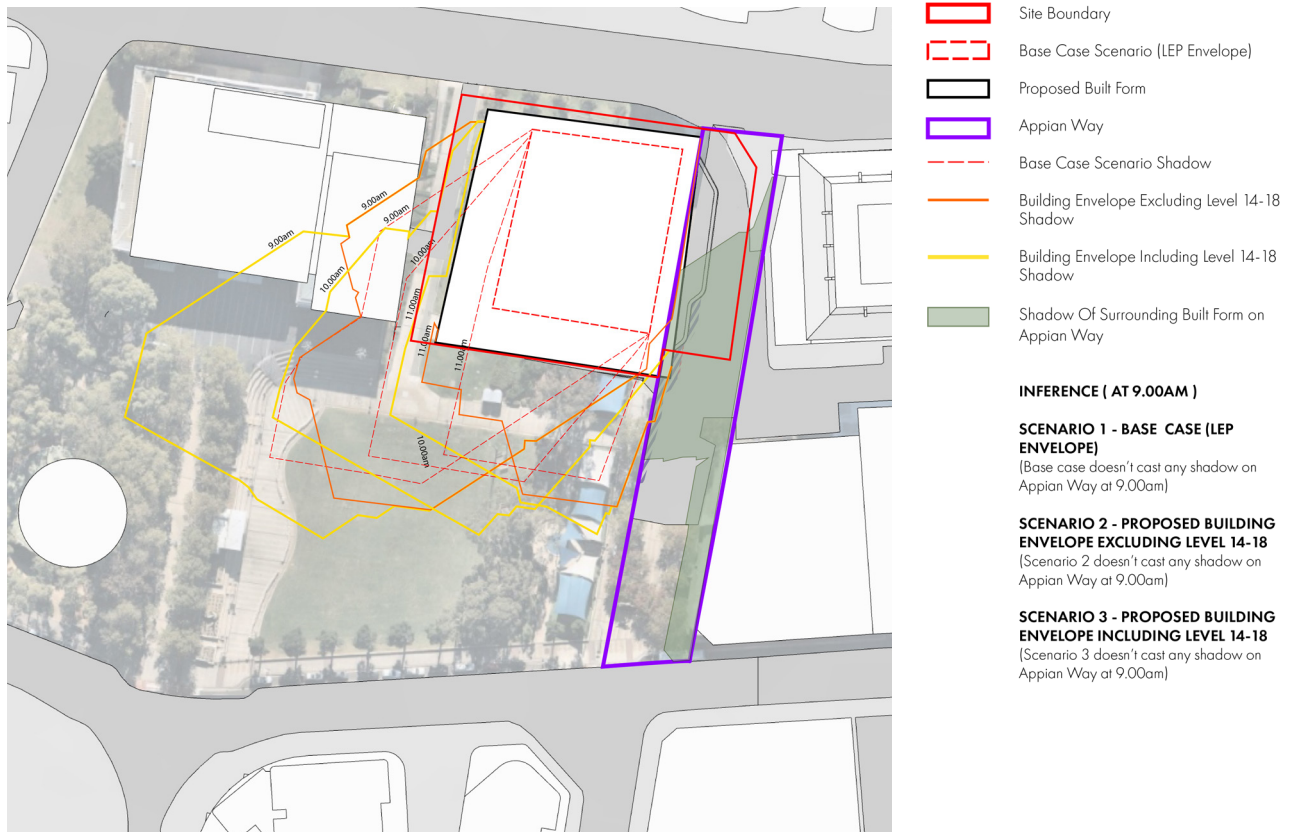 Site Boundary
Base Case Scenario (LEP Envelope)
Proposed Built Form
Appian Way
Base Case Scenario Shadow
Building Envelope Excluding Level 14-18
Shadow
Building Envelope Including Level 14-18
Shadow
Shadow Of Surrounding Built Form on
Appian Way
INFERENCE ( AT 9.00AM )
SCENARIO 1 - BASE CASE (LEP
ENVELOPE)
(Base case doesn't cast any shadow on
Appian Way at 9.00am)
SCENARIO 2 - PROPOSED BUILDING
ENVELOPE EXCLUDING LEVEL 14-18
(Scenario 2 doesn't cast any shadow on
Appian Way at 9.00am)
SCENARIO 3 - PROPOSED BUILDING
ENVELOPE INCLUDING LEVEL 14-18
(Scenario 3 doesn't cast any shadow on
Appian Way at 9.00am)
9.00am
9.00am
9.00am
10.00am
10.00am
11.00am
11.00am
11.00am
10.00am